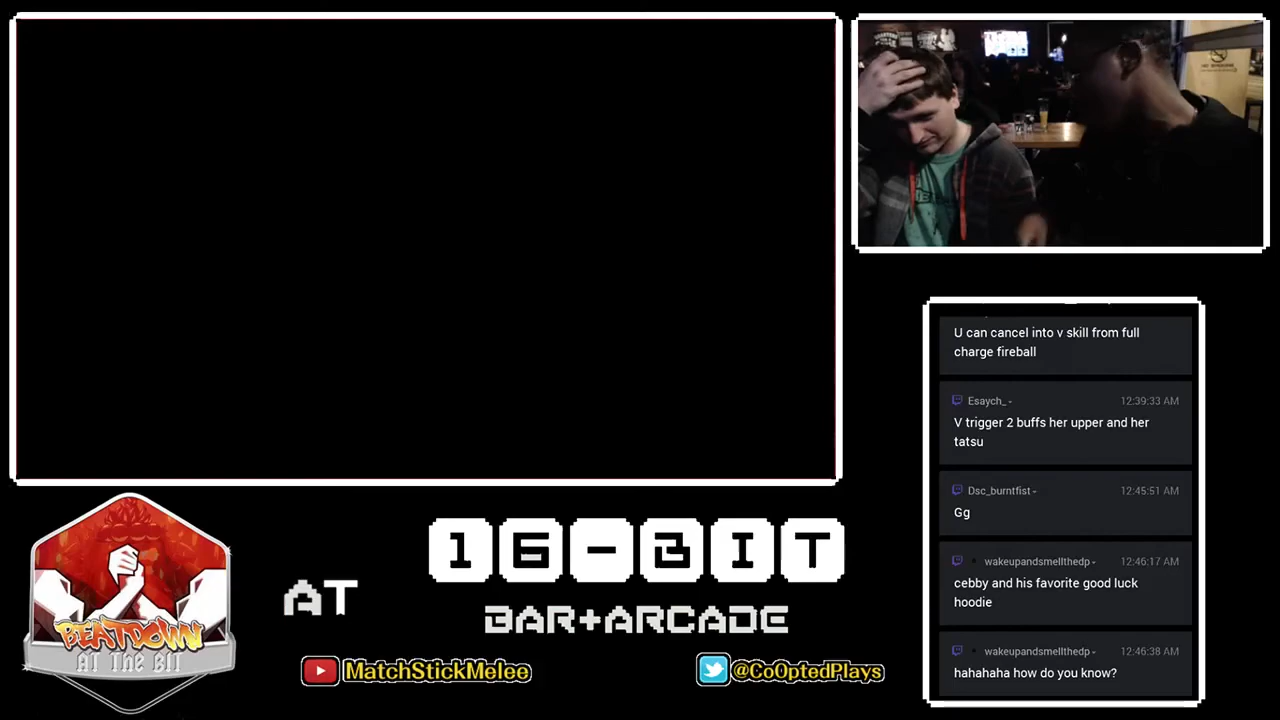 U can cancel into v skill from full
charge fireball
Esaych_
12:39:33 AM
V trigger 2 buffs her upper and her
tatsu
Dsc_burntfist
12:45:51 AM
Gg
wakeupandsmellthedp
12:46:17 AM
cebby and his favorite good luck
hoodie
wakeupandsmellthedp
12:46:38 AM
hahahaha how do you know?
BEATDOWN
AT THE BIT
AT
16-BIT
BAR+ARCADE
MatchStickMelee
@CoOptedPlays